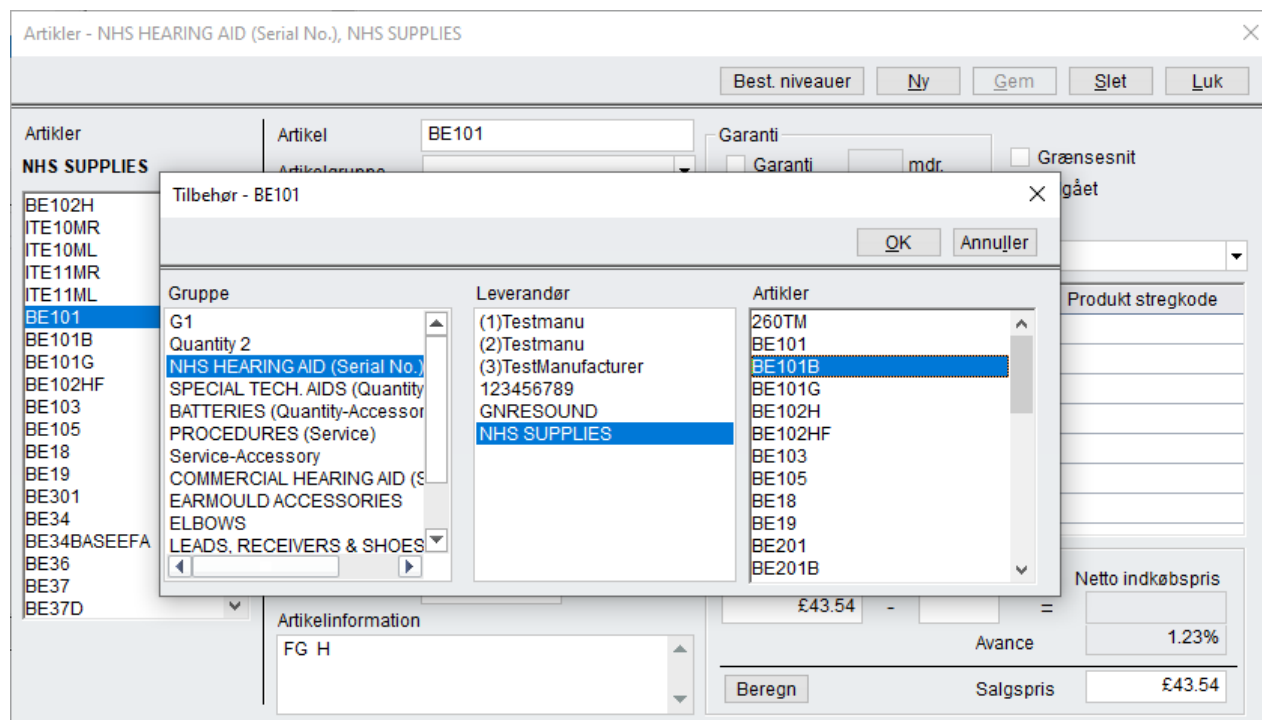 Artikler - NHS HEARING AID (Serial No.), NHS SUPPLIES
Best. niveauer
Ny
Gem
Slet
Luk
Artikler
NHS SUPPLIES
BE102H
ITE10MR
ITE10ML
ITE11MR
ITE11ML
BE101
BE101B
BE101G
BE102HF
BE103
BE105
BE18
BE19
BE301
BE34
BE34BASEEFA
BE36
BE37
BE37D
Artikel
BE101
Artikelgruppe
Garanti
Garanti
mdr.
Grænsesnit
gået
Tilbehør - BE101
OK
Annuller
Gruppe
G1
Quantity 2
NHS HEARING AID (Serial No.)
SPECIAL TECH. AIDS (Quantity
BATTERIES (Quantity-Accessor
PROCEDURES (Service)
Service-Accessory
COMMERCIAL HEARING AID (S
EARMOULD ACCESSORIES
ELBOWS
LEADS, RECEIVERS & SHOES
Leverandør
(1)Testmanu
(2)Testmanu
(3)TestManufacturer
123456789
GNRESOUND
NHS SUPPLIES
Artikler
260TM
BE101
BE101B
BE101G
BE102H
BE102HF
BE103
BE105
BE18
BE19
BE201
BE201B
Produkt stregkode
Artikelinformation
FG H
Netto indkøbspris
£43.54 - =
Avance 1.23%
Beregn
Salgspris £43.54